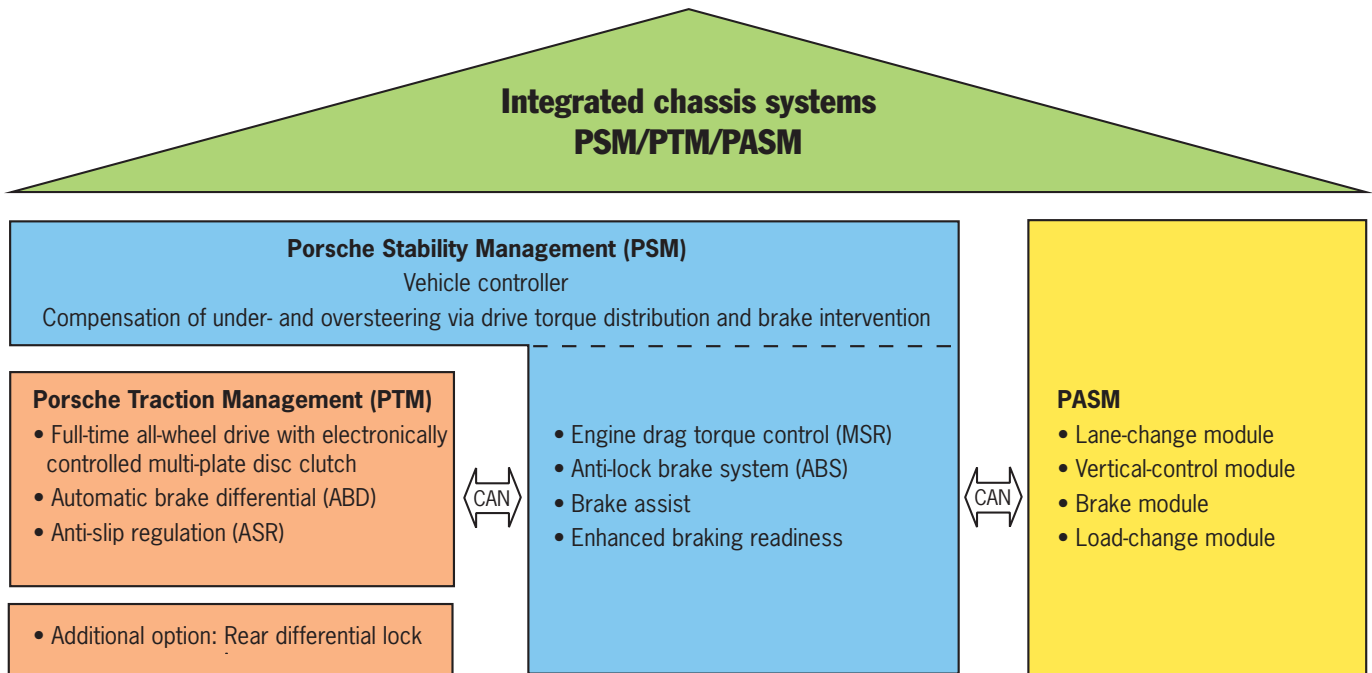 Integrated chassis systems
PSM/PTM/PASM
Porsche Stability Management (PSM)
Vehicle controller
Compensation of under- and oversteering via drive torque distribution and brake intervention
Porsche Traction Management (PTM)
• Full-time all-wheel drive with electronically
controlled multi-plate disc clutch
• Automatic brake differential (ABD)
• Anti-slip regulation (ASR)
• Additional option: Rear differential lock
CAN
• Engine drag torque control (MSR)
• Anti-lock brake system (ABS)
• Brake assist
• Enhanced braking readiness
CAN
PASM
• Lane-change module
• Vertical-control module
• Brake module
• Load-change module